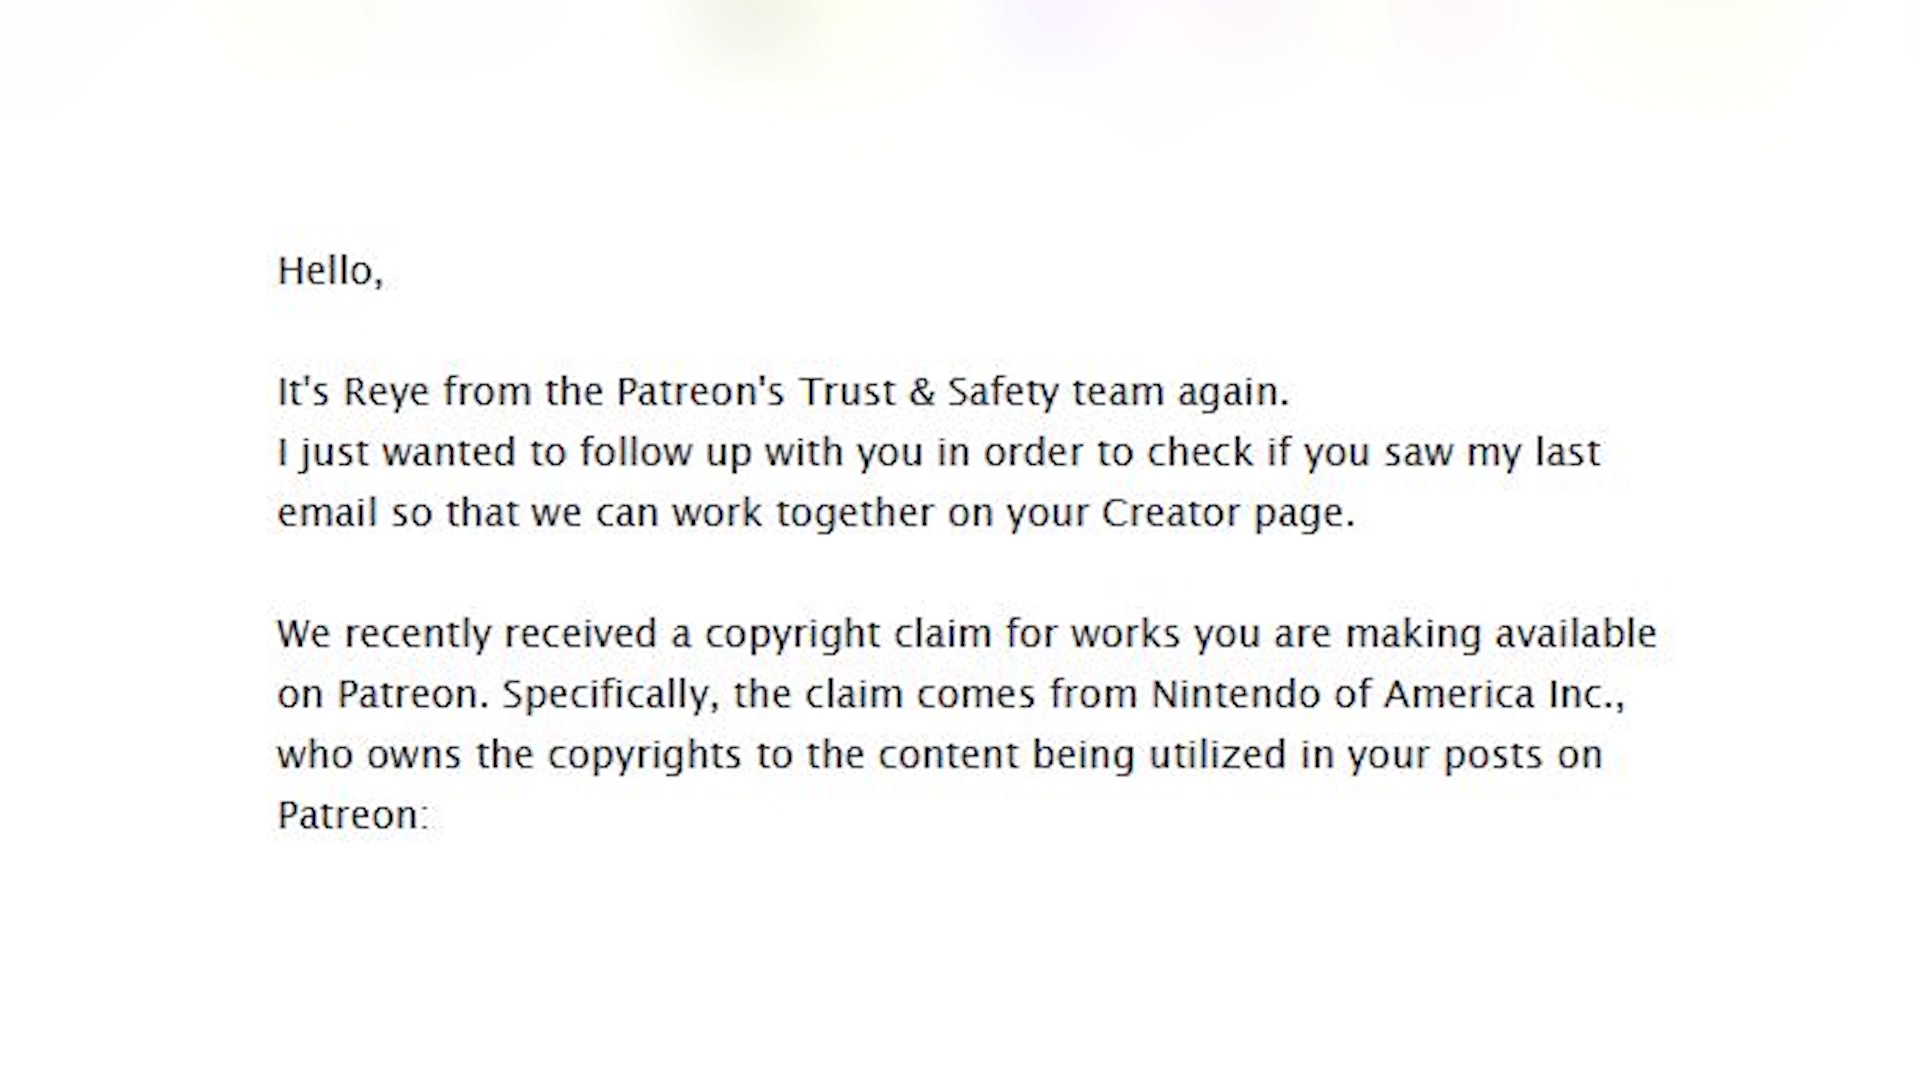 Hello,
It's Reye from the Patreon's Trust & Safety team again.
I just wanted to follow up with you in order to check if you saw my last
email so that we can work together on your Creator page.
We recently received a copyright claim for works you are making available
on Patreon. Specifically, the claim comes from Nintendo of America Inc.,
who owns the copyrights to the content being utilized in your posts on
Patreon: